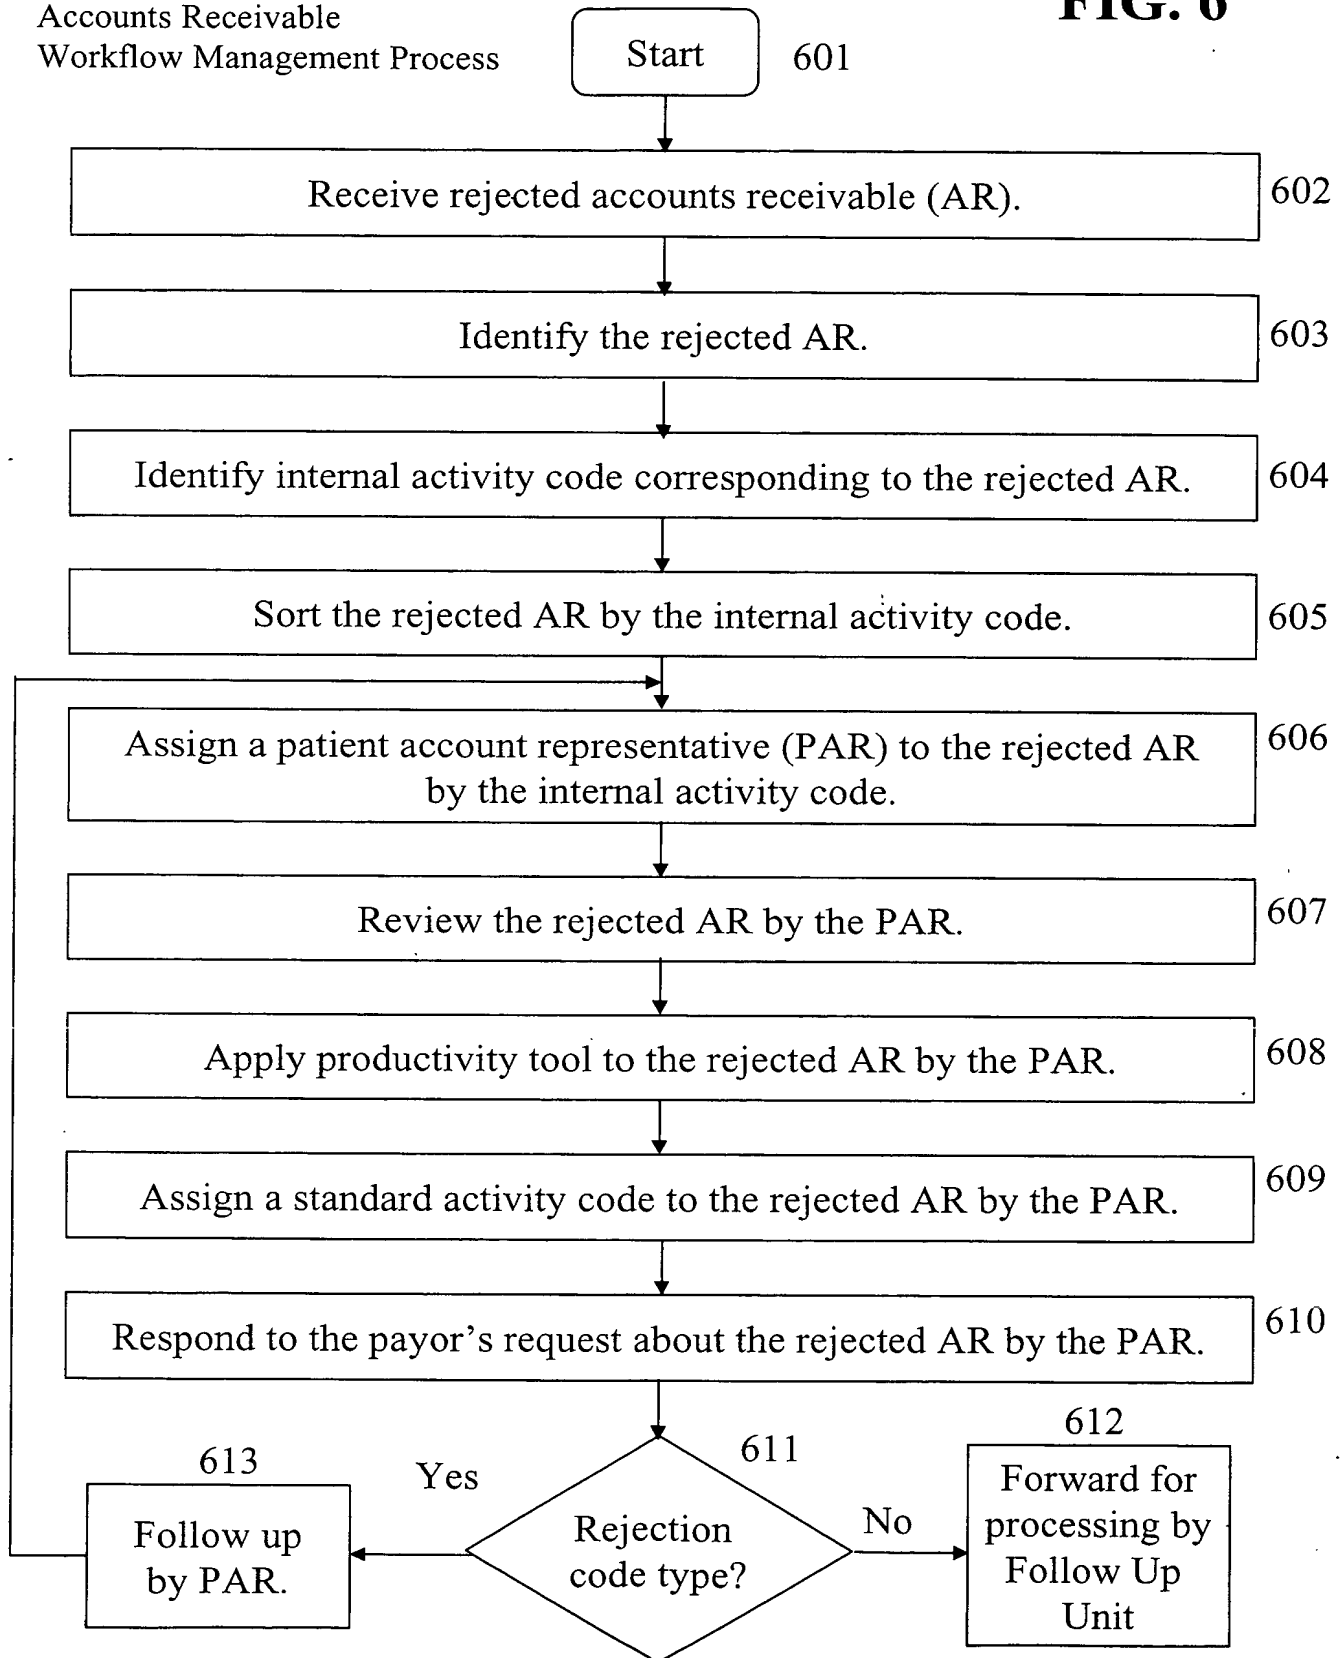 Accounts Receivable
Workflow Management Process
FIG. 6
Start
601
Receive rejected accounts receivable (AR).
602
Identify the rejected AR.
603
Identify internal activity code corresponding to the rejected AR.
604
Sort the rejected AR by the internal activity code.
605
Assign a patient account representative (PAR) to the rejected AR
by the internal activity code.
606
Review the rejected AR by the PAR.
607
Apply productivity tool to the rejected AR by the PAR.
608
Assign a standard activity code to the rejected AR by the PAR.
609
Respond to the payor's request about the rejected AR by the PAR.
610
611
Rejection
code type?
Yes
613
Follow up
by PAR.
No
612
Forward for
processing by
Follow Up
Unit